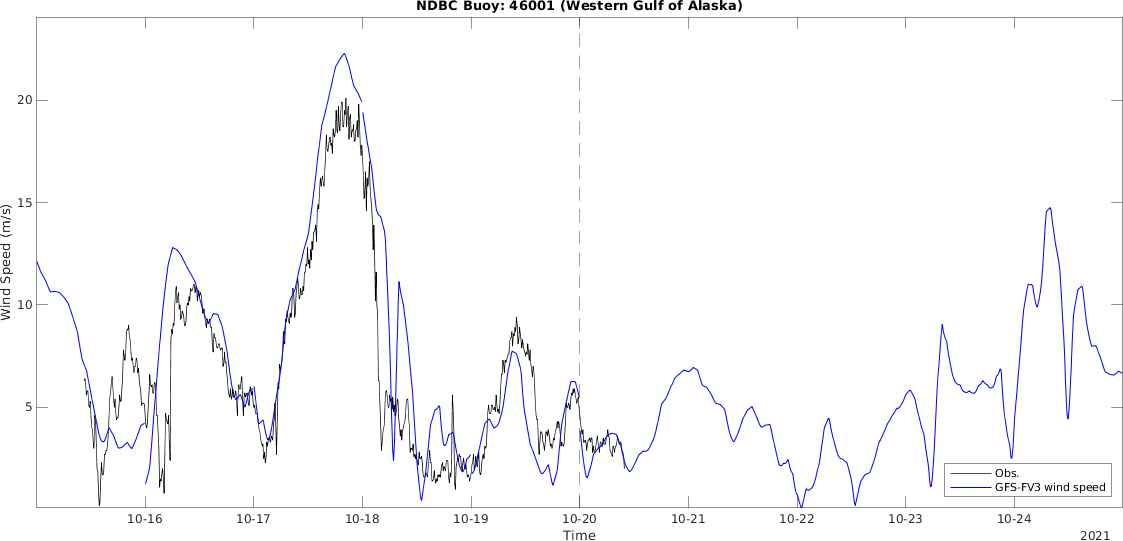 NDBC Buoy: 46001 (Western Gulf of Alaska)
20
15
10
5
Wind Speed (m/s)
Obs.
GFS-FV3 wind speed
10-16 10-17 10-18 10-19 10-20 10-21 10-22 10-23 10-24
Time
2021